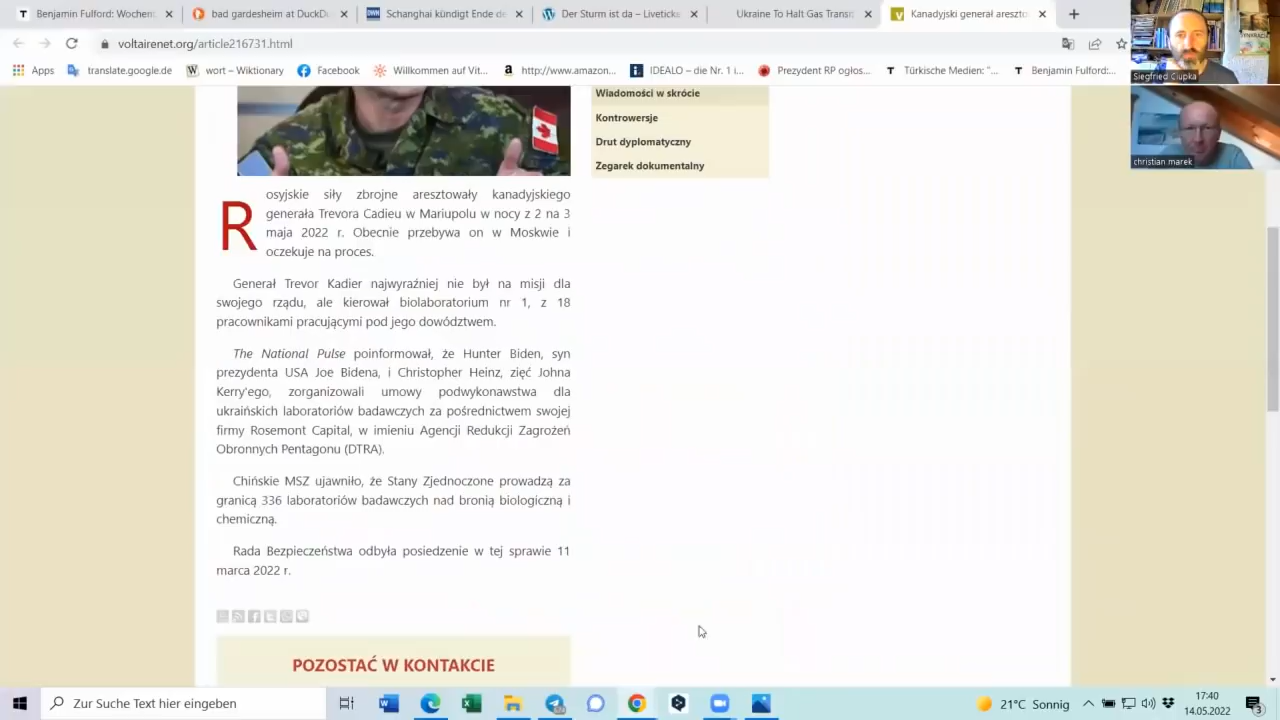 Benjamin Fulford: Wochen
bad gardesheim at DuckDu
Schanghai kündigt Ende de
Der Sturm ist da – Liveticke
Ukraine To Halt Gas Transit
Kanadyjski generał areszto
voltairenet.org/article216731.html
Apps
translate.google.de
wort – Wiktionary
Facebook
Willkommen auf Vit...
http://www.amazon...
IDEALO – die Nr. 1 i...
Prezydent RP ogłos...
Türkische Medien: "...
Benjamin Fulford:...
Siegfried Ciupka
christian marek
Wiadomości w skrócie
Kontrowersje
Drut dyplomatyczny
Zegarek dokumentalny
Rosyjskie siły zbrojne aresztowały kanadyjskiego
generała Trevora Cadieu w Mariupolu w nocy z 2 na 3
maja 2022 r. Obecnie przebywa on w Moskwie i
oczekuje na proces.
Generał Trevor Kadier najwyraźniej nie był na misji dla
swojego rządu, ale kierował biolaboratorium nr 1, z 18
pracownikami pracującymi pod jego dowództwem.
The National Pulse poinformował, że Hunter Biden, syn
prezydenta USA Joe Bidena, i Christopher Heinz, zięć Johna
Kerry'ego, zorganizowali umowy podwykonawstwa dla
ukraińskich laboratoriów badawczych za pośrednictwem swojej
firmy Rosemont Capital, w imieniu Agencji Redukcji Zagrożeń
Obronnych Pentagonu (DTRA).
Chińskie MSZ ujawniło, że Stany Zjednoczone prowadzą za
granicą 336 laboratoriów badawczych nad bronią biologiczną i
chemiczną.
Rada Bezpieczeństwa odbyła posiedzenie w tej sprawie 11
marca 2022 r.
POZOSTAĆ W KONTAKCIE
Zur Suche Text hier eingeben
21°C Sonnig
17:40
14.05.2022
3